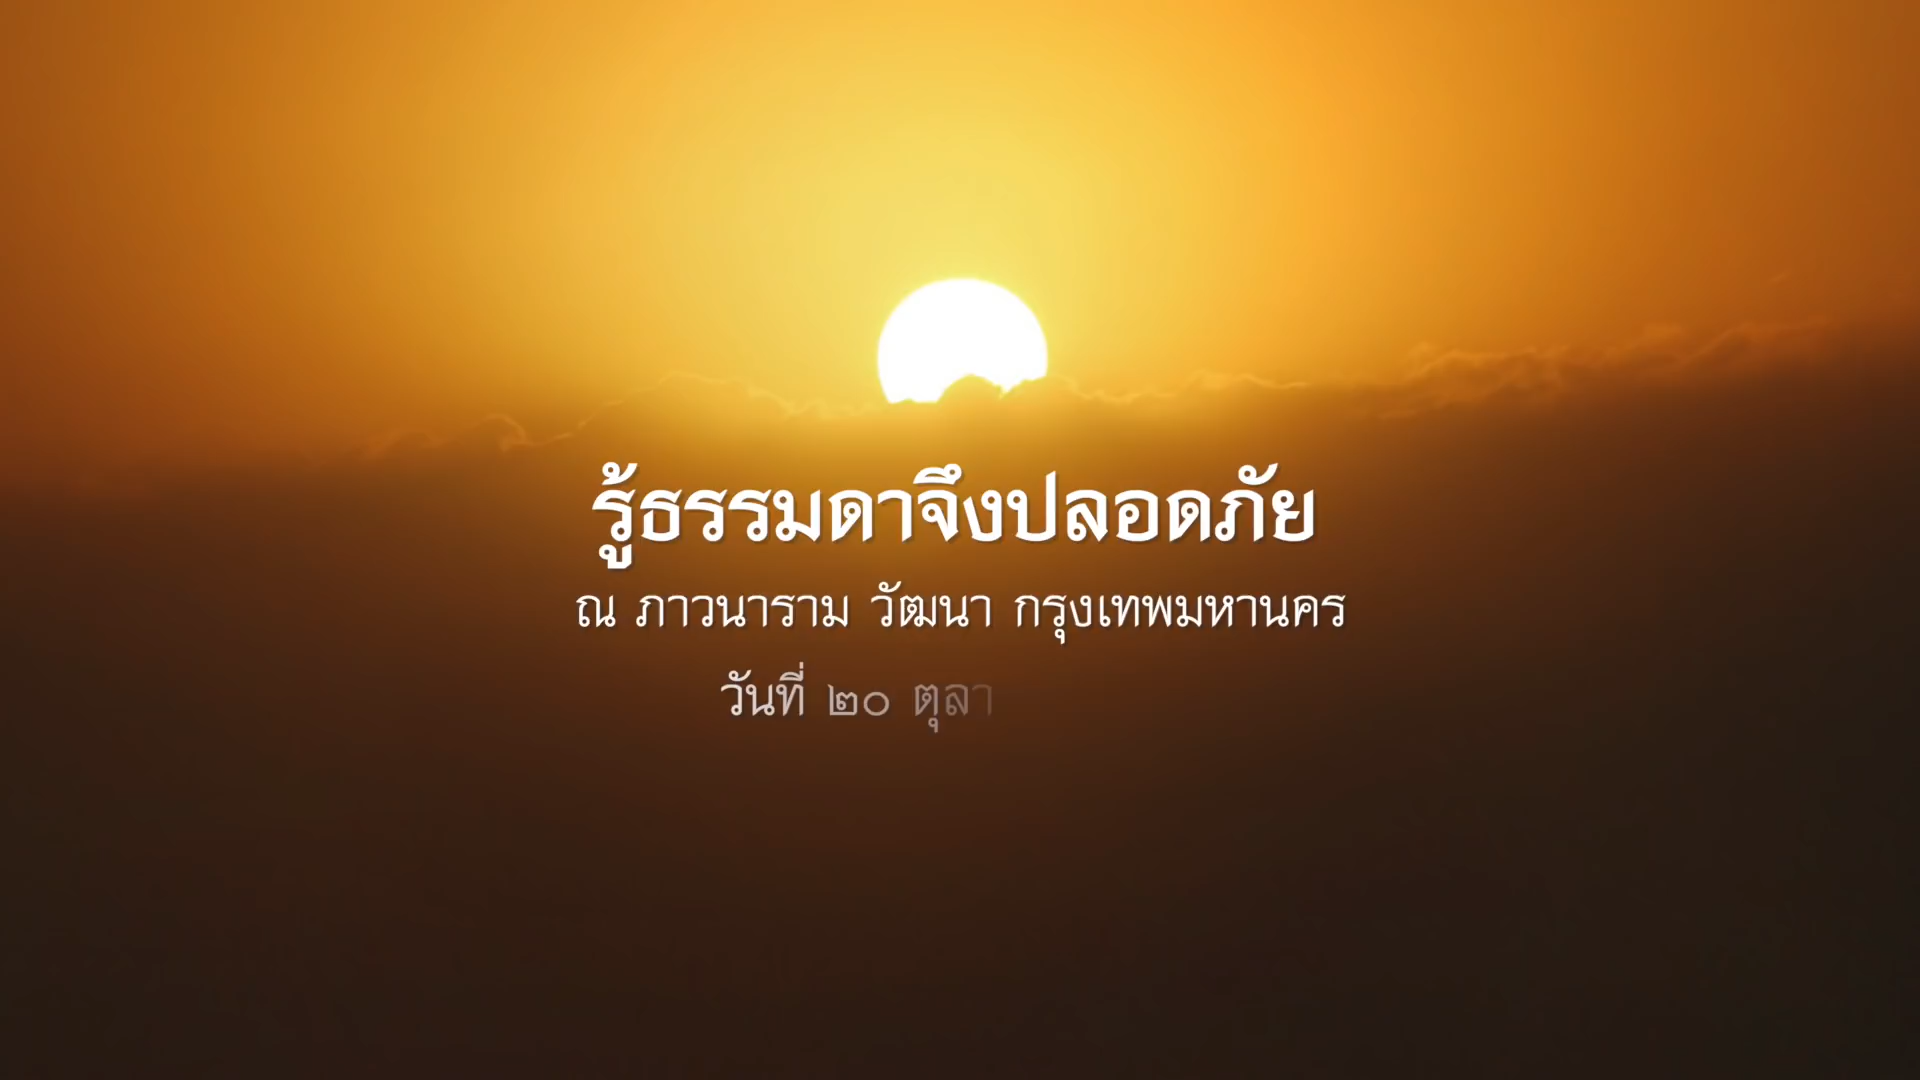 รู้ธรรมดาจึงปลอดภัย
ณ ภาวนาราม วัฒนา กรุงเทพมหานคร
วันที่ ๒๐ ตุลา